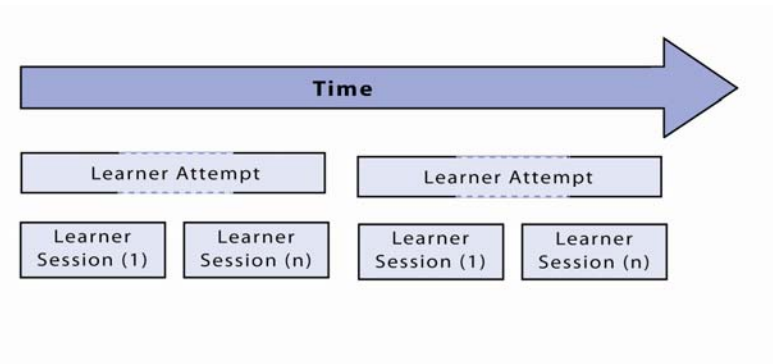 Time
Learner Attempt
Learner Attempt
Learner
Session (1)
Learner
Session (n)
Learner
Session (1)
Learner
Session (n)